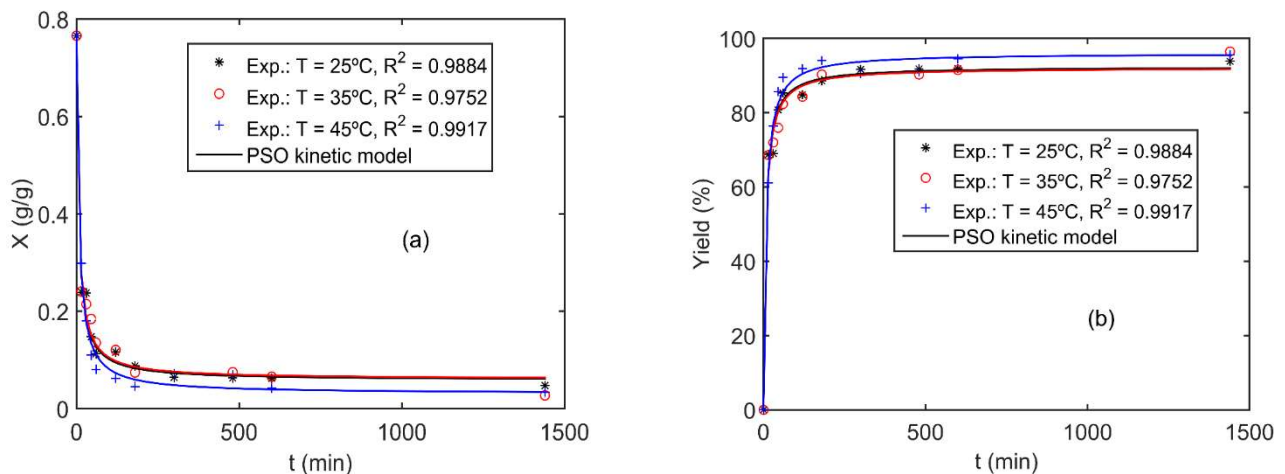 0.8
0.6
0.4
0.2
0
X (g/g)
Exp.: T = 25ºC, R² = 0.9884
Exp.: T = 35ºC, R² = 0.9752
Exp.: T = 45ºC, R² = 0.9917
PSO kinetic model
(a)
0 500 1000 1500
t (min)
100
80
60
40
20
0
Yield (%)
Exp.: T = 25ºC, R² = 0.9884
Exp.: T = 35ºC, R² = 0.9752
Exp.: T = 45ºC, R² = 0.9917
PSO kinetic model
(b)
0 500 1000 1500
t (min)